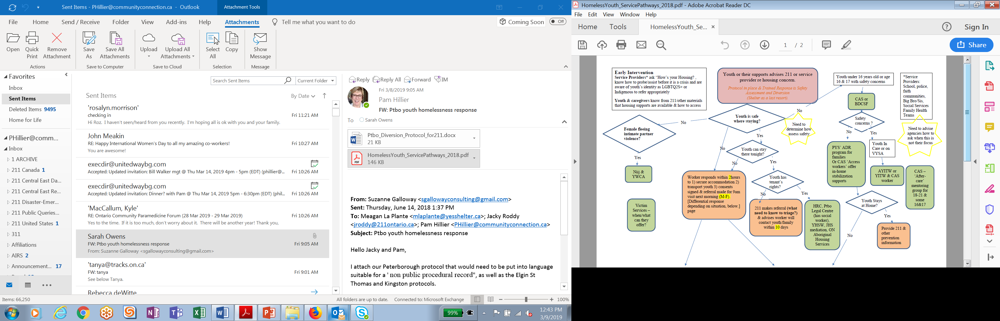 Sent Items - PHillier@communityconnection.ca - Outlook
Attachment Tools
File Home Send / Receive Folder View Add-ins Help Attachments Tell me what you want to do
Coming Soon Off
Open Quick Print Remove Attachment
Save As Save All Attachments
Upload Upload All Attachments
Select All Copy
Show Message
Actions Save to Computer Save to Cloud Selection Message
Favorites
Inbox
Sent Items
Deleted Items 9495
Home for Life
PHillier@comm...
Inbox
1 ARCHIVE
211 Canada 1
211 Central East Da...
211 Central East Re...
211 Disaster-Emer...
211 Public Queries...
211 United States 1
311
Affiliations
AIRS 2
Announcement... 17
Search Sent Items
Current Folder
Sent Items
By Date
'rosalyn.morrison'
checking in Fri 11:21 AM
Hi Roz. I haven't seen/heard from you recently. I'm hoping all is ok with you and your family.
John Meakin
RE: Happy International Women's Day to all my amazing co-workers! Fri 10:27 AM
You are awesome!
execdir@unitedwaybg.com
Accepted: Updated invitation: Bill Walker mgt @ Thu Mar 14, 2019 4pm - 5pm (EDT) (phillier@... Fri 10:26 AM
execdir@unitedwaybg.com
Accepted: Updated invitation: Dinner? with Pam @ Thu Mar 14, 2019 5pm - 6:30pm (EDT) (phil... Fri 10:26 AM
'MacCallum, Kyle'
RE: Ontario Community Paramedicine Forum (28 Mar 2019 - 29 Mar 2019) Fri 10:26 AM
Yes to the time. If it is too much, don't worry about it. There will be another year! Thank you,
Sarah Owens
FW: Ptbo youth homelessness response Fri 9:05 AM
From: Suzanne Galloway <sgallowayconsulting@gmail.com>
'tanya@tracks.on.ca'
FW: tanya Fri 9:01 AM
See below Tanya.
Rebecca deWitte
Reply Reply All Forward IM
Fri 3/8/2019 9:05 AM
Pam Hillier
FW: Ptbo youth homelessness response
To Sarah Owens
Ptbo_Diversion_Protocol_for211.docx
21 KB
HomelessYouth_ServicePathways_2018.pdf
146 KB
From: Suzanne Galloway <sgallowayconsulting@gmail.com>
Sent: Thursday, June 14, 2018 1:37 PM
To: Meagan La Plante <mlaplante@yesshelter.ca>; Jacky Roddy
<jroddy@211ontario.ca>; Pam Hillier <PHillier@communityconnection.ca>
Subject: Ptbo youth homelessness response
Hello Jacky and Pam,
I attach our Peterborough protocol that would need to be put into language
suitable for a ' non public procedural record", as well as the Elgin St
Thomas and Kingston protocols.
Items: 66,250
All folders are up to date. Connected to: Microsoft Exchange 100%
99%
12:43 PM
3/9/2019
HomelessYouth_ServicePathways_2018.pdf - Adobe Acrobat Reader DC
File Edit View Window Help
Home Tools HomelessYouth_Se... × Sign In
1 / 2
Share
Early Intervention
Service Providers* ask "How's your Housing? ,
know how to probe/assist before it is a crisis and are
aware of youth's identity as LGBTQ2S+ or
Indigenous to refer appropriately
Youth & caregivers know from 211/other materials
that housing supports are available & how to access
Youth or their supports advises 211 or service
provider re housing concern.
Protocol in place & Trained Response is Safety
Assessment and Diversion
(Shelter as a last resort).
Youth under 16 years old or age
16 & 17 with safety concerns
*Service
Providers:
School, police,
faith
communities,
Big Bro/Sis,
Social Services
Family Health
Teams
CAS or
BDCSF
Youth is safe
where staying?
No
No
Need to
determine how
assess safety
Safety
concerns ?
Need to advise
agencies how to
ask when this is
not their focus
Female fleeing
intimate partner
violence?
Yes
No
Yes
Youth can stay
there tonight?
No
PYS' ADR
program for
families
Or CAS 'Access
workers' offer
in-home
stabilization
supports
Youth In
Care or on
VYSA
Yes
No
Yes
Niij &
YWCA
AYITW or
YITW & CAS
worker
CAS –
'After-
care'
mentoring
group for
18-21 &
some
16&17
Worker responds within 2hours
to 1) secure accommodation 2)
transport youth 3) consents
signed & referral made for 9am
visit next morning (M-F).
[Differential response
depending on situation, below.]
page
Youth has
tenant's
rights?
No
Yes
Victim
Services –
when/what
can they
offer?
211 makes referral (what
need to know to triage?)
& advises worker will
contact youth/family
within 10 days
HRC, Ptbo
Legal Centre
(has social
worker),
YHSW, JHS
mediation, ON
Aboriginal
Housing
Services
Youth Stays
at Home?
Yes
No
Provide 211 &
other
prevention
information